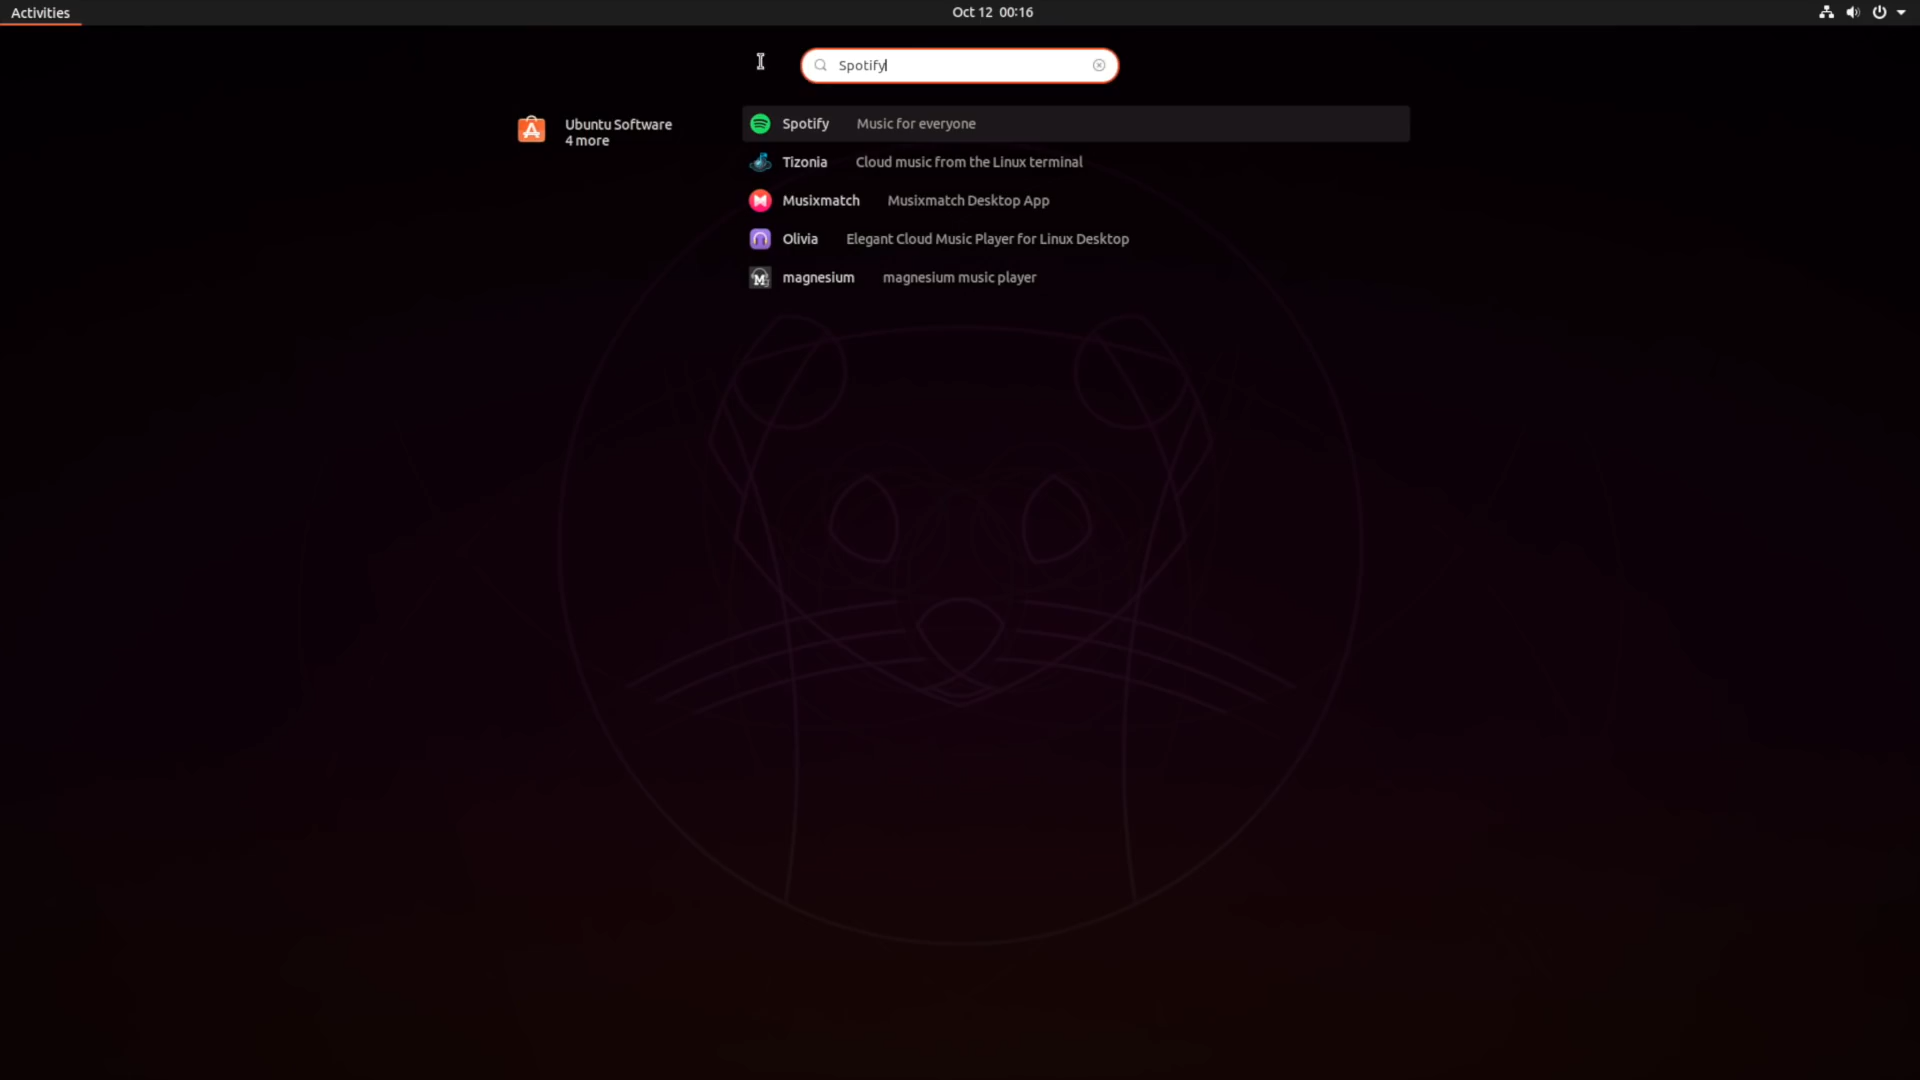 Activities
Oct 12 00:16
Spotify
Ubuntu Software
4 more
Spotify Music for everyone
Tizonia Cloud music from the Linux terminal
Musixmatch Musixmatch Desktop App
Olivia Elegant Cloud Music Player for Linux Desktop
magnesium magnesium music player